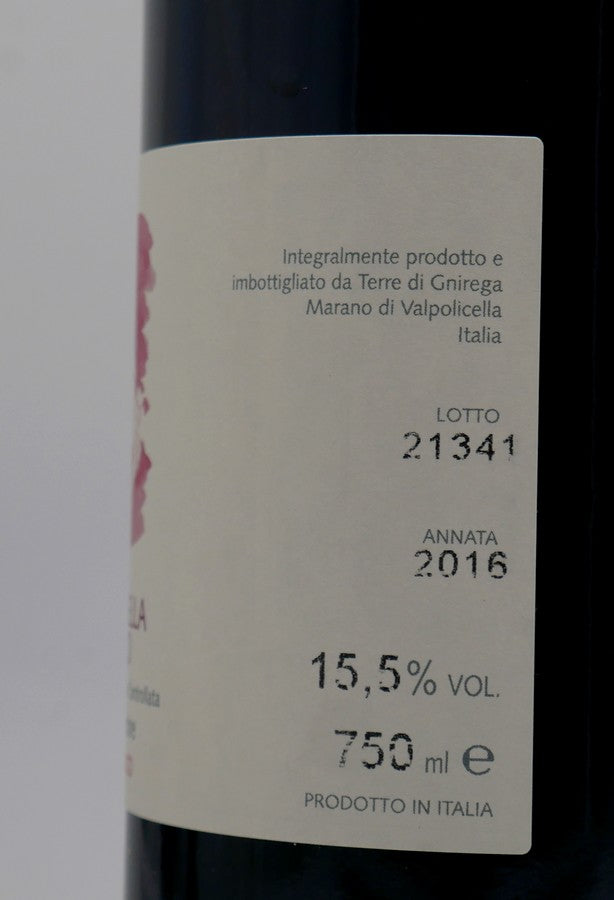 Integralmente prodotto e
imbottigliato da Terre di Gnirega
Marano di Valpolicella
Italia
LOTTO
21341
ANNATA
2016
15,5% VOL.
750 ml e
PRODOTTO IN ITALIA